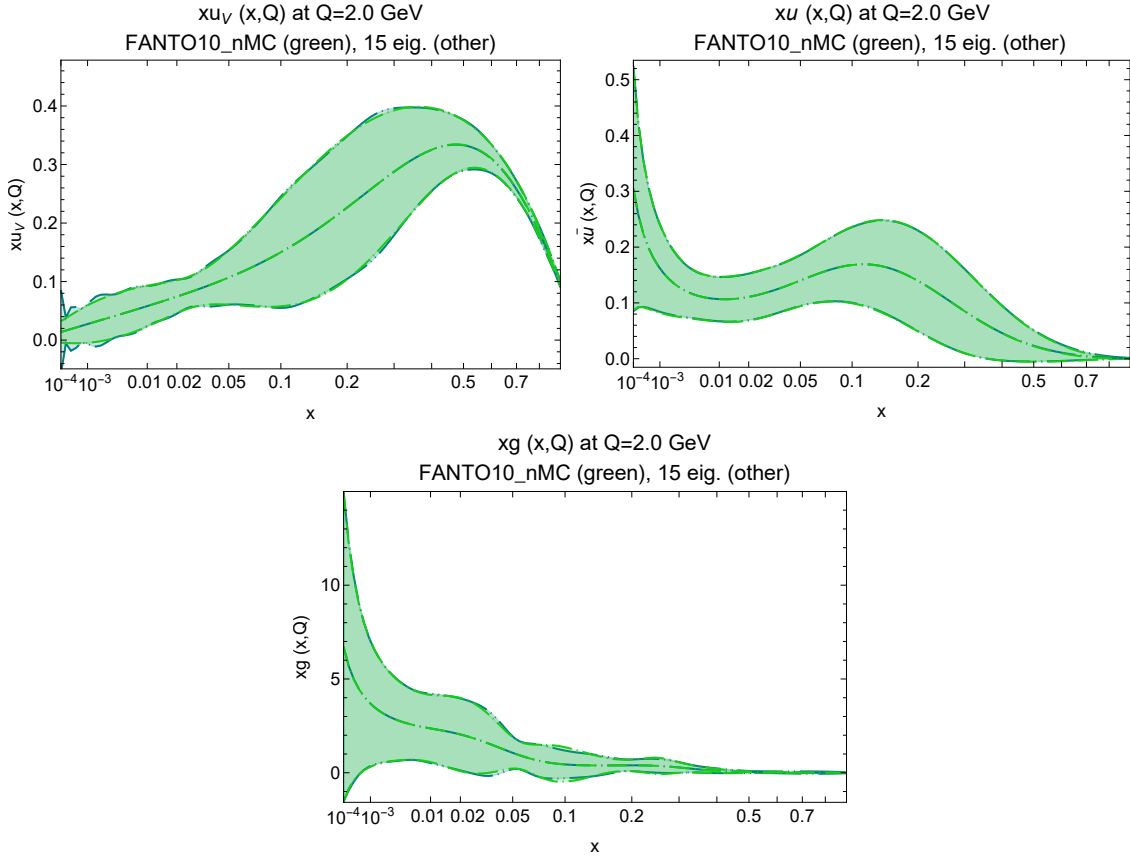 xu_V (x,Q) at Q=2.0 GeV
FANTO10_nMC (green), 15 eig. (other)
xu_V (x,Q)
0.4
0.3
0.2
0.1
0.0
10⁻⁴ 10⁻³ 0.01 0.02 0.05 0.1 0.2 0.5 0.7
x
xu (x,Q) at Q=2.0 GeV
FANTO10_nMC (green), 15 eig. (other)
xū (x,Q)
0.5
0.4
0.3
0.2
0.1
0.0
10⁻⁴ 10⁻³ 0.01 0.02 0.05 0.1 0.2 0.5 0.7
x
xg (x,Q) at Q=2.0 GeV
FANTO10_nMC (green), 15 eig. (other)
xg (x,Q)
10
5
0
10⁻⁴ 10⁻³ 0.01 0.02 0.05 0.1 0.2 0.5 0.7
x